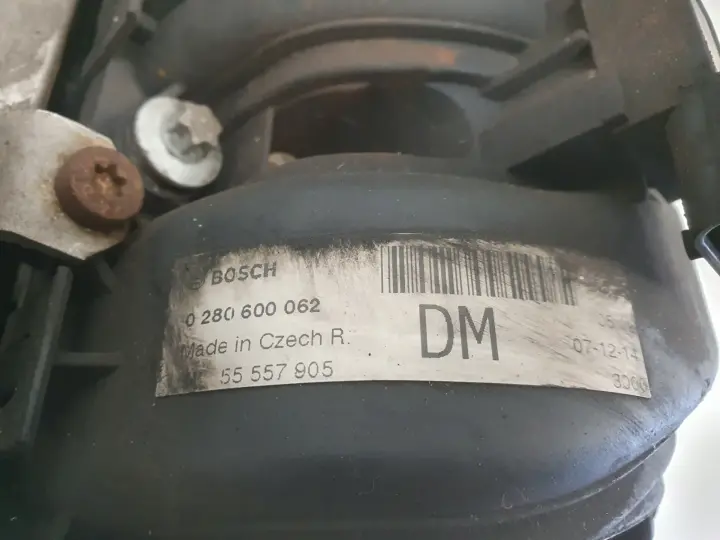 BOSCH
0 280 600 062
Made in Czech R.
55 557 905
DM
07-12-14